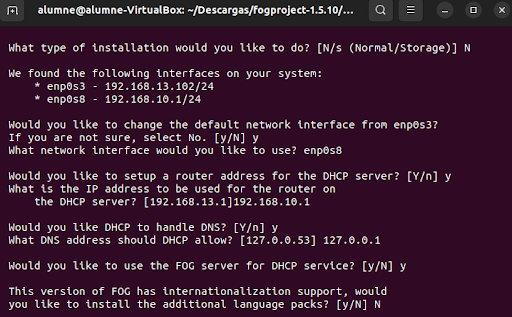 alumne@alumne-VirtualBox: ~/Descargas/fogproject-1.5.10/...
What type of installation would you like to do? [N/s (Normal/Storage)] N
We found the following interfaces on your system:
* enp0s3 - 192.168.13.102/24
* enp0s8 - 192.168.10.1/24
Would you like to change the default network interface from enp0s3?
If you are not sure, select No. [y/N] y
What network interface would you like to use? enp0s8
Would you like to setup a router address for the DHCP server? [Y/n] y
What is the IP address to be used for the router on
the DHCP server? [192.168.13.1]192.168.10.1
Would you like DHCP to handle DNS? [Y/n] y
What DNS address should DHCP allow? [127.0.0.53] 127.0.0.1
Would you like to use the FOG server for DHCP service? [y/N] y
This version of FOG has internationalization support, would
you like to install the additional language packs? [y/N] N